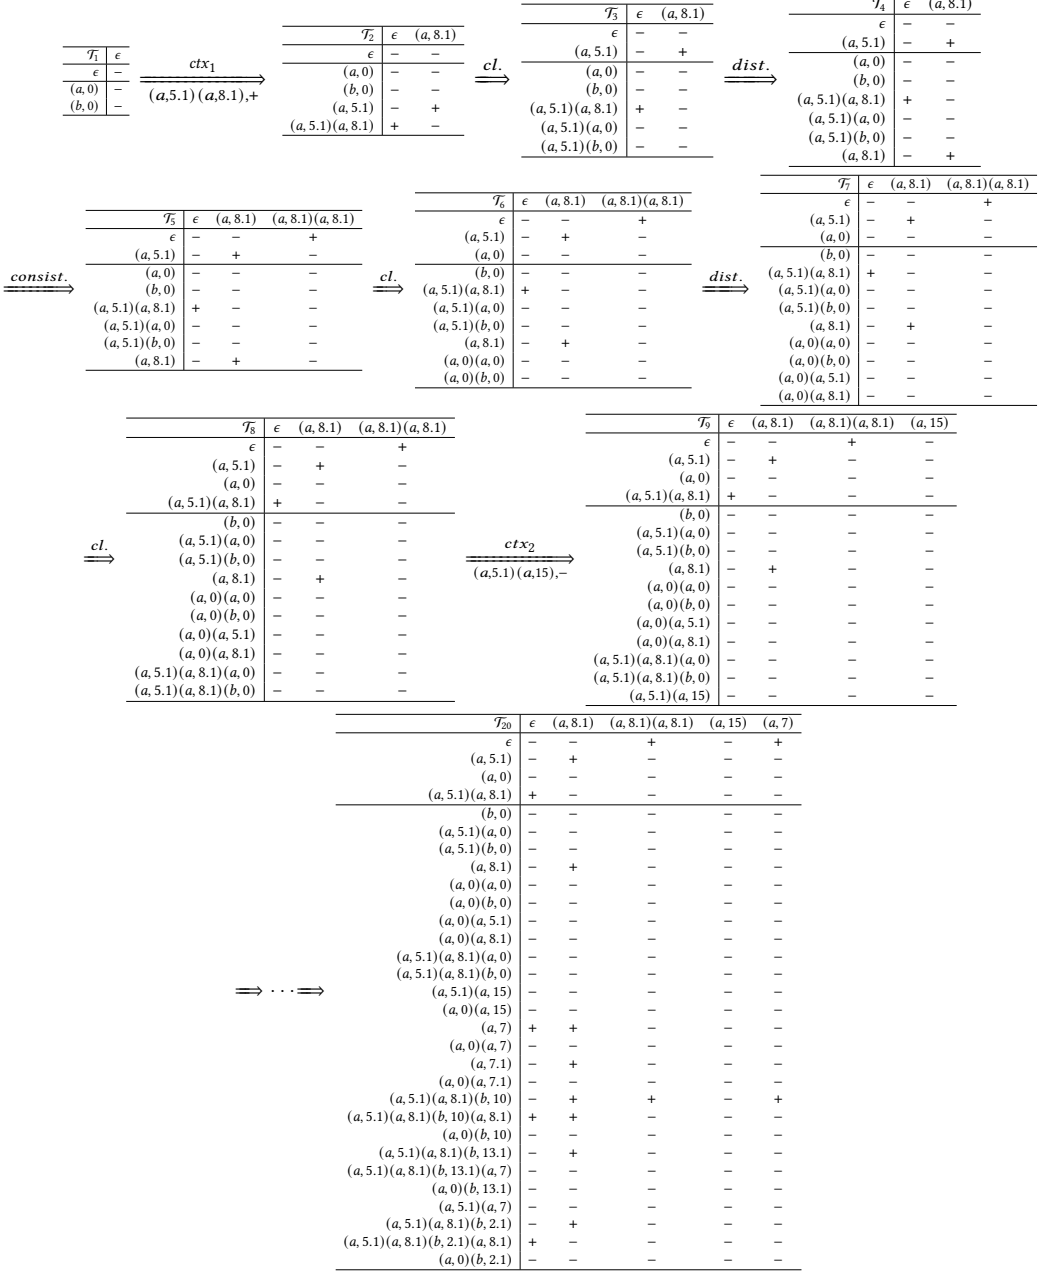 𝒯1 ϵ
ϵ −
(a, 0) −
(b, 0) −
ctx1
(a,5.1)(a,8.1),+
𝒯2 ϵ (a, 8.1)
ϵ − −
(a, 0) − −
(b, 0) − −
(a, 5.1) − +
(a, 5.1)(a, 8.1) + −
cl.
𝒯3 ϵ (a, 8.1)
ϵ − −
(a, 5.1) − +
(a, 0) − −
(b, 0) − −
(a, 5.1)(a, 8.1) + −
(a, 5.1)(a, 0) − −
(a, 5.1)(b, 0) − −
dist.
𝒯4 ϵ (a, 8.1)
ϵ − −
(a, 5.1) − +
(a, 0) − −
(b, 0) − −
(a, 5.1)(a, 8.1) + −
(a, 5.1)(a, 0) − −
(a, 5.1)(b, 0) − −
(a, 8.1) − +
consist.
𝒯5 ϵ (a, 8.1) (a, 8.1)(a, 8.1)
ϵ − − +
(a, 5.1) − + −
(a, 0) − − −
(b, 0) − − −
(a, 5.1)(a, 8.1) + − −
(a, 5.1)(a, 0) − − −
(a, 5.1)(b, 0) − − −
(a, 8.1) − + −
cl.
𝒯6 ϵ (a, 8.1) (a, 8.1)(a, 8.1)
ϵ − − +
(a, 5.1) − + −
(a, 0) − − −
(b, 0) − − −
(a, 5.1)(a, 8.1) + − −
(a, 5.1)(a, 0) − − −
(a, 5.1)(b, 0) − − −
(a, 8.1) − + −
(a, 0)(a, 0) − − −
(a, 0)(b, 0) − − −
dist.
𝒯7 ϵ (a, 8.1) (a, 8.1)(a, 8.1)
ϵ − − +
(a, 5.1) − + −
(a, 0) − − −
(b, 0) − − −
(a, 5.1)(a, 8.1) + − −
(a, 5.1)(a, 0) − − −
(a, 5.1)(b, 0) − − −
(a, 8.1) − + −
(a, 0)(a, 0) − − −
(a, 0)(b, 0) − − −
(a, 0)(a, 5.1) − − −
(a, 0)(a, 8.1) − − −
cl.
𝒯8 ϵ (a, 8.1) (a, 8.1)(a, 8.1)
ϵ − − +
(a, 5.1) − + −
(a, 0) − − −
(a, 5.1)(a, 8.1) + − −
(b, 0) − − −
(a, 5.1)(a, 0) − − −
(a, 5.1)(b, 0) − − −
(a, 8.1) − + −
(a, 0)(a, 0) − − −
(a, 0)(b, 0) − − −
(a, 0)(a, 5.1) − − −
(a, 0)(a, 8.1) − − −
(a, 5.1)(a, 8.1)(a, 0) − − −
(a, 5.1)(a, 8.1)(b, 0) − − −
ctx2
(a,5.1)(a,15),−
𝒯9 ϵ (a, 8.1) (a, 8.1)(a, 8.1) (a, 15)
ϵ − − + −
(a, 5.1) − + − −
(a, 0) − − − −
(a, 5.1)(a, 8.1) + − − −
(b, 0) − − − −
(a, 5.1)(a, 0) − − − −
(a, 5.1)(b, 0) − − − −
(a, 8.1) − + − −
(a, 0)(a, 0) − − − −
(a, 0)(b, 0) − − − −
(a, 0)(a, 5.1) − − − −
(a, 0)(a, 8.1) − − − −
(a, 5.1)(a, 8.1)(a, 0) − − − −
(a, 5.1)(a, 8.1)(b, 0) − − − −
(a, 5.1)(a, 15) − − − −
⟹ · · · ⟹
𝒯20 ϵ (a, 8.1) (a, 8.1)(a, 8.1) (a, 15) (a, 7)
ϵ − − + − +
(a, 5.1) − + − − −
(a, 0) − − − − −
(a, 5.1)(a, 8.1) + − − − −
(b, 0) − − − − −
(a, 5.1)(a, 0) − − − − −
(a, 5.1)(b, 0) − − − − −
(a, 8.1) − + − − −
(a, 0)(a, 0) − − − − −
(a, 0)(b, 0) − − − − −
(a, 0)(a, 5.1) − − − − −
(a, 0)(a, 8.1) − − − − −
(a, 5.1)(a, 8.1)(a, 0) − − − − −
(a, 5.1)(a, 8.1)(b, 0) − − − − −
(a, 5.1)(a, 15) − − − − −
(a, 0)(a, 15) − − − − −
(a, 7) + + − − −
(a, 0)(a, 7) − − − − −
(a, 7.1) − + − − −
(a, 0)(a, 7.1) − − − − −
(a, 5.1)(a, 8.1)(b, 10) − + + − +
(a, 5.1)(a, 8.1)(b, 10)(a, 8.1) + + − − −
(a, 0)(b, 10) − − − − −
(a, 5.1)(a, 8.1)(b, 13.1) − + − − −
(a, 5.1)(a, 8.1)(b, 13.1)(a, 7) − − − − −
(a, 0)(b, 13.1) − − − − −
(a, 5.1)(a, 7) − − − − −
(a, 5.1)(a, 8.1)(b, 2.1) − + − − −
(a, 5.1)(a, 8.1)(b, 2.1)(a, 8.1) + − − − −
(a, 0)(b, 2.1) − − − − −